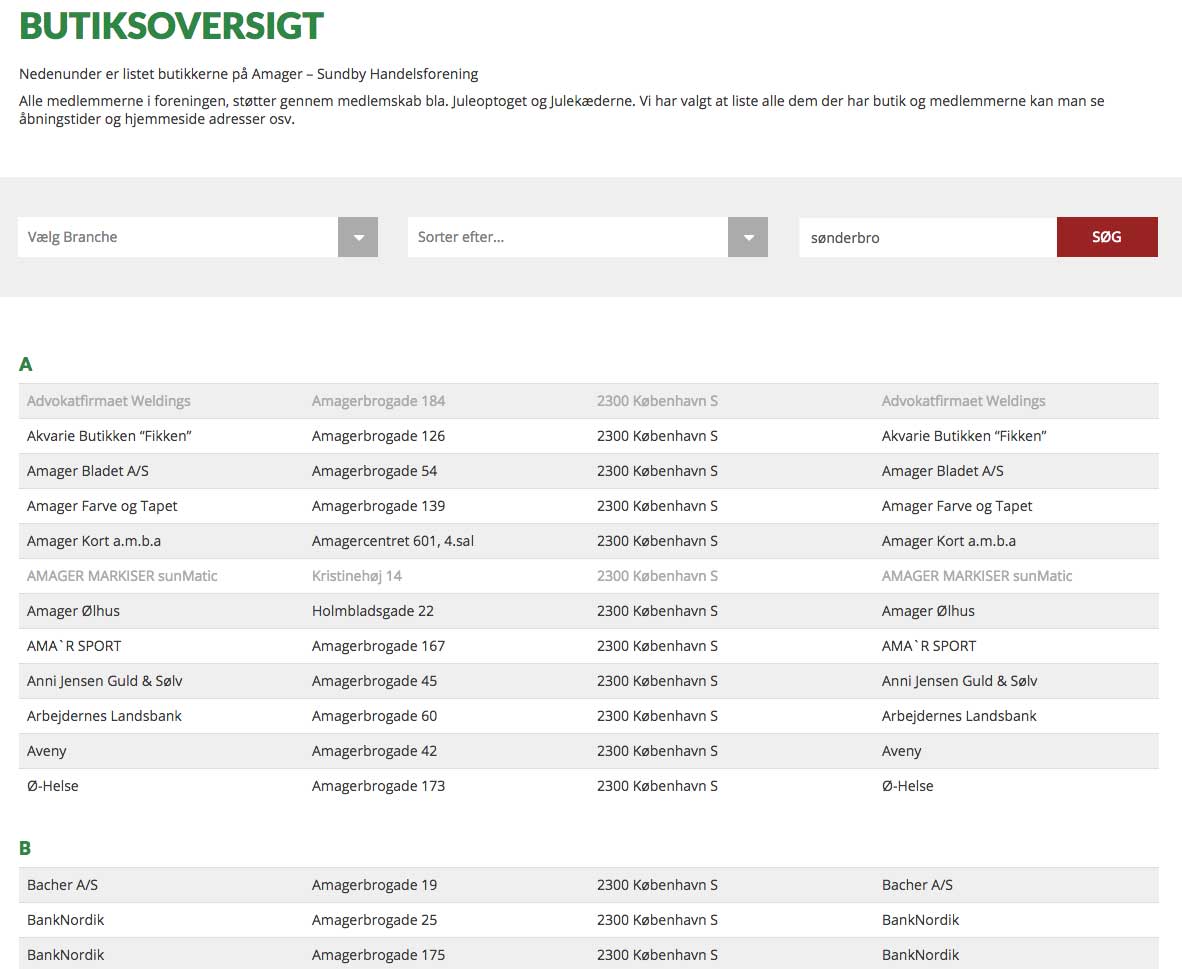 BUTIKSOVERSIGT
Nedenunder er listet butikkerne på Amager – Sundby Handelsforening
Alle medlemmerne i foreningen, støtter gennem medlemskab bla. Juleoptoget og Julekæderne. Vi har valgt at liste alle dem der har butik og medlemmerne kan man se
åbningstider og hjemmeside adresser osv.
Vælg Branche Sorter efter... sønderbro SØG
A
Advokatfirmaet Weldings Amagerbrogade 184 2300 København S Advokatfirmaet Weldings
Akvarie Butikken “Fikken” Amagerbrogade 126 2300 København S Akvarie Butikken “Fikken”
Amager Bladet A/S Amagerbrogade 54 2300 København S Amager Bladet A/S
Amager Farve og Tapet Amagerbrogade 139 2300 København S Amager Farve og Tapet
Amager Kort a.m.b.a Amagercentret 601, 4.sal 2300 København S Amager Kort a.m.b.a
AMAGER MARKISER sunMatic Kristinehøj 14 2300 København S AMAGER MARKISER sunMatic
Amager Ølhus Holmbladsgade 22 2300 København S Amager Ølhus
AMA`R SPORT Amagerbrogade 167 2300 København S AMA`R SPORT
Anni Jensen Guld & Sølv Amagerbrogade 45 2300 København S Anni Jensen Guld & Sølv
Arbejdernes Landsbank Amagerbrogade 60 2300 København S Arbejdernes Landsbank
Aveny Amagerbrogade 42 2300 København S Aveny
Ø-Helse Amagerbrogade 173 2300 København S Ø-Helse
B
Bacher A/S Amagerbrogade 19 2300 København S Bacher A/S
BankNordik Amagerbrogade 25 2300 København S BankNordik
BankNordik Amagerbrogade 175 2300 København S BankNordik